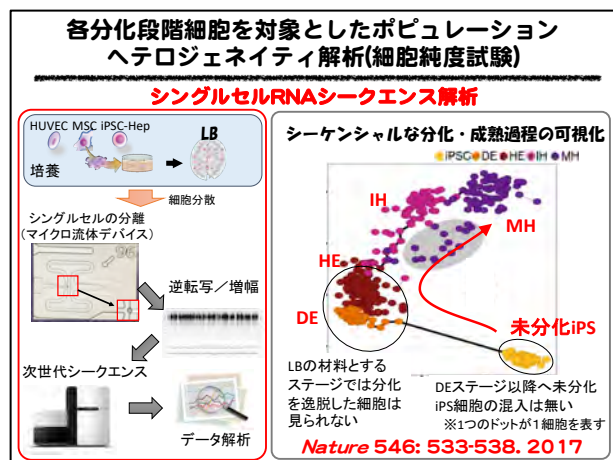 各分化段階細胞を対象としたポピュレーション
ヘテロジェネイティ解析(細胞純度試験)
シングルセルRNAシークエンス解析
HUVEC MSC iPSC-Hep
LB
培養
細胞分散
シングルセルの分離
(マイクロ流体デバイス)
逆転写／増幅
次世代シークエンス
データ解析
シーケンシャルな分化・成熟過程の可視化
iPSC DE HE IH MH
IH
MH
HE
DE
未分化iPS
LBの材料とする
ステージでは分化
を逸脱した細胞は
見られない
DEステージ以降へ未分化
iPS細胞の混入は無い
※1つのドットが1細胞を表す
Nature 546: 533-538. 2017